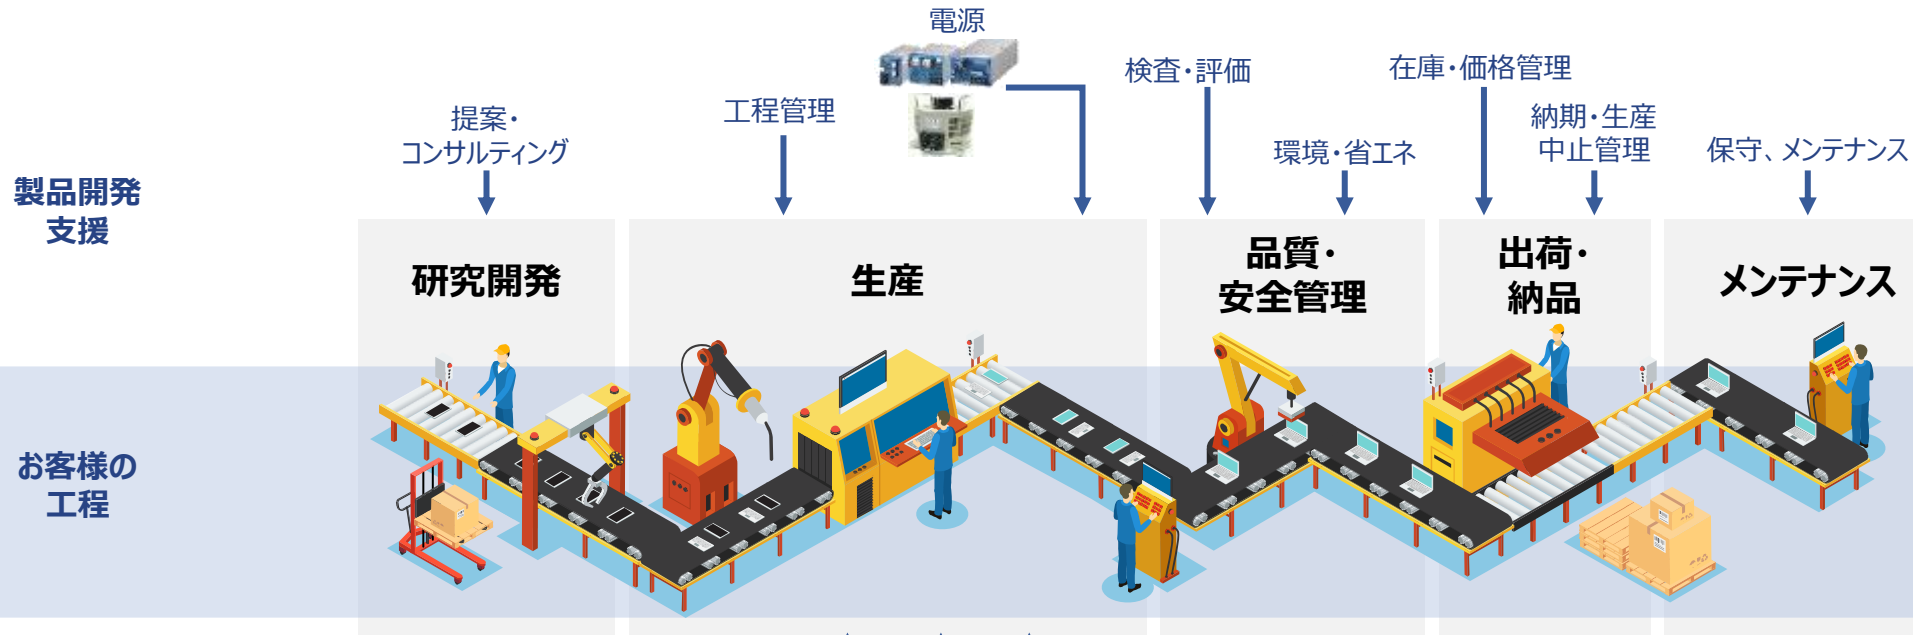 電源
検査・評価
在庫・価格管理
提案・
コンサルティング
工程管理
納期・生産
中止管理
環境・省エネ
保守、メンテナンス
製品開発
支援
研究開発
生産
品質・
安全管理
出荷・
納品
メンテナンス
お客様の
工程